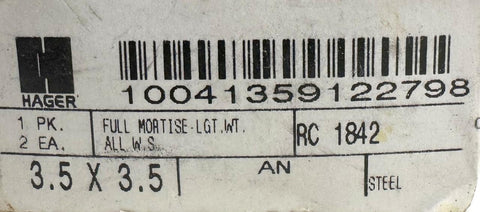 HAGER
10041359122798
1 PK.
2 EA.
FULL MORTISE-LGT.WT.
ALL W.S.
RC 1842
3.5 X 3.5
AN
STEEL